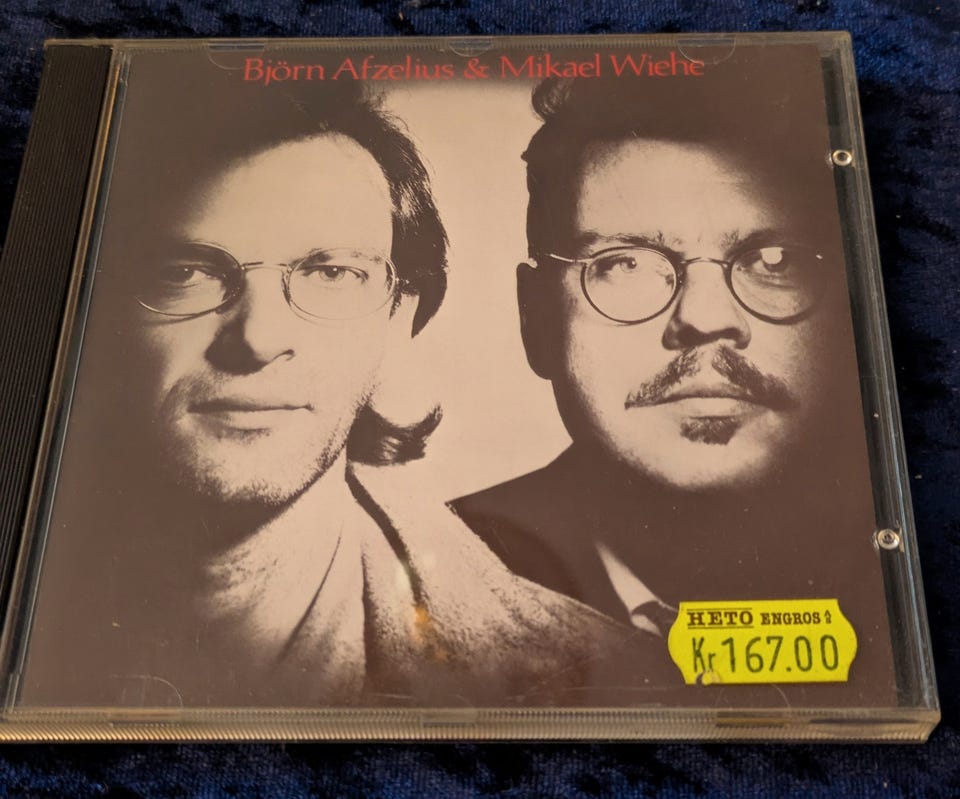 Björn Afzelius & Mikael Wiehe
HETO ENGROS A/S
Kr 167.00